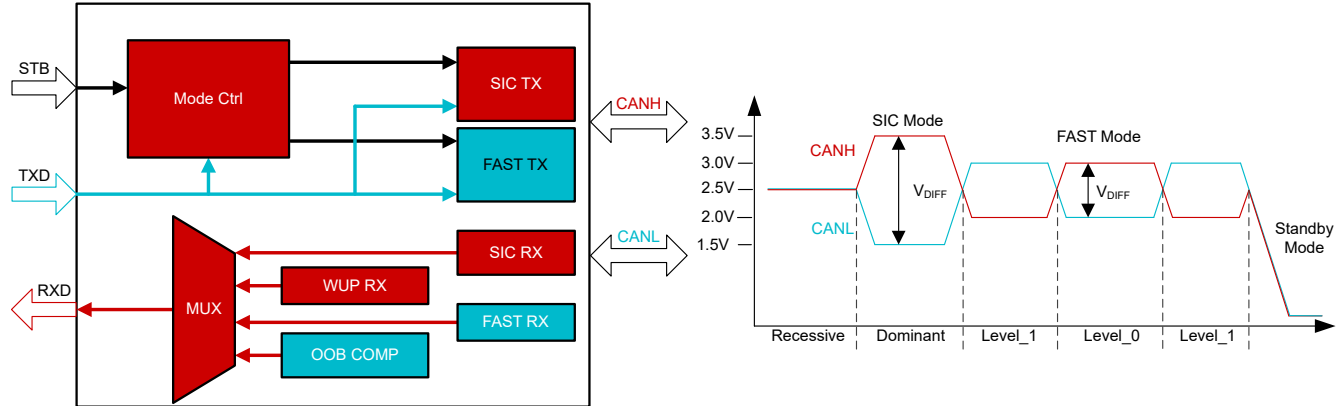 STB
TXD
RXD
Mode Ctrl
SIC TX
FAST TX
SIC RX
WUP RX
FAST RX
OOB COMP
MUX
CANH
CANL
3.5V
3.0V
2.5V
2.0V
1.5V
SIC Mode
FAST Mode
CANH
CANL
VDIFF
VDIFF
Standby
Mode
Recessive
Dominant
Level_1
Level_0
Level_1